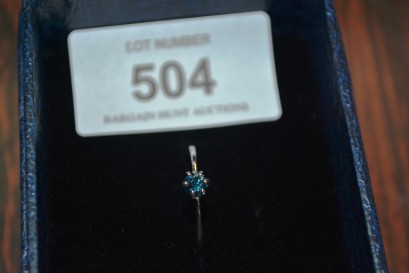 LOT NUMBER
504
BARGAIN HUNT AUCTIONS